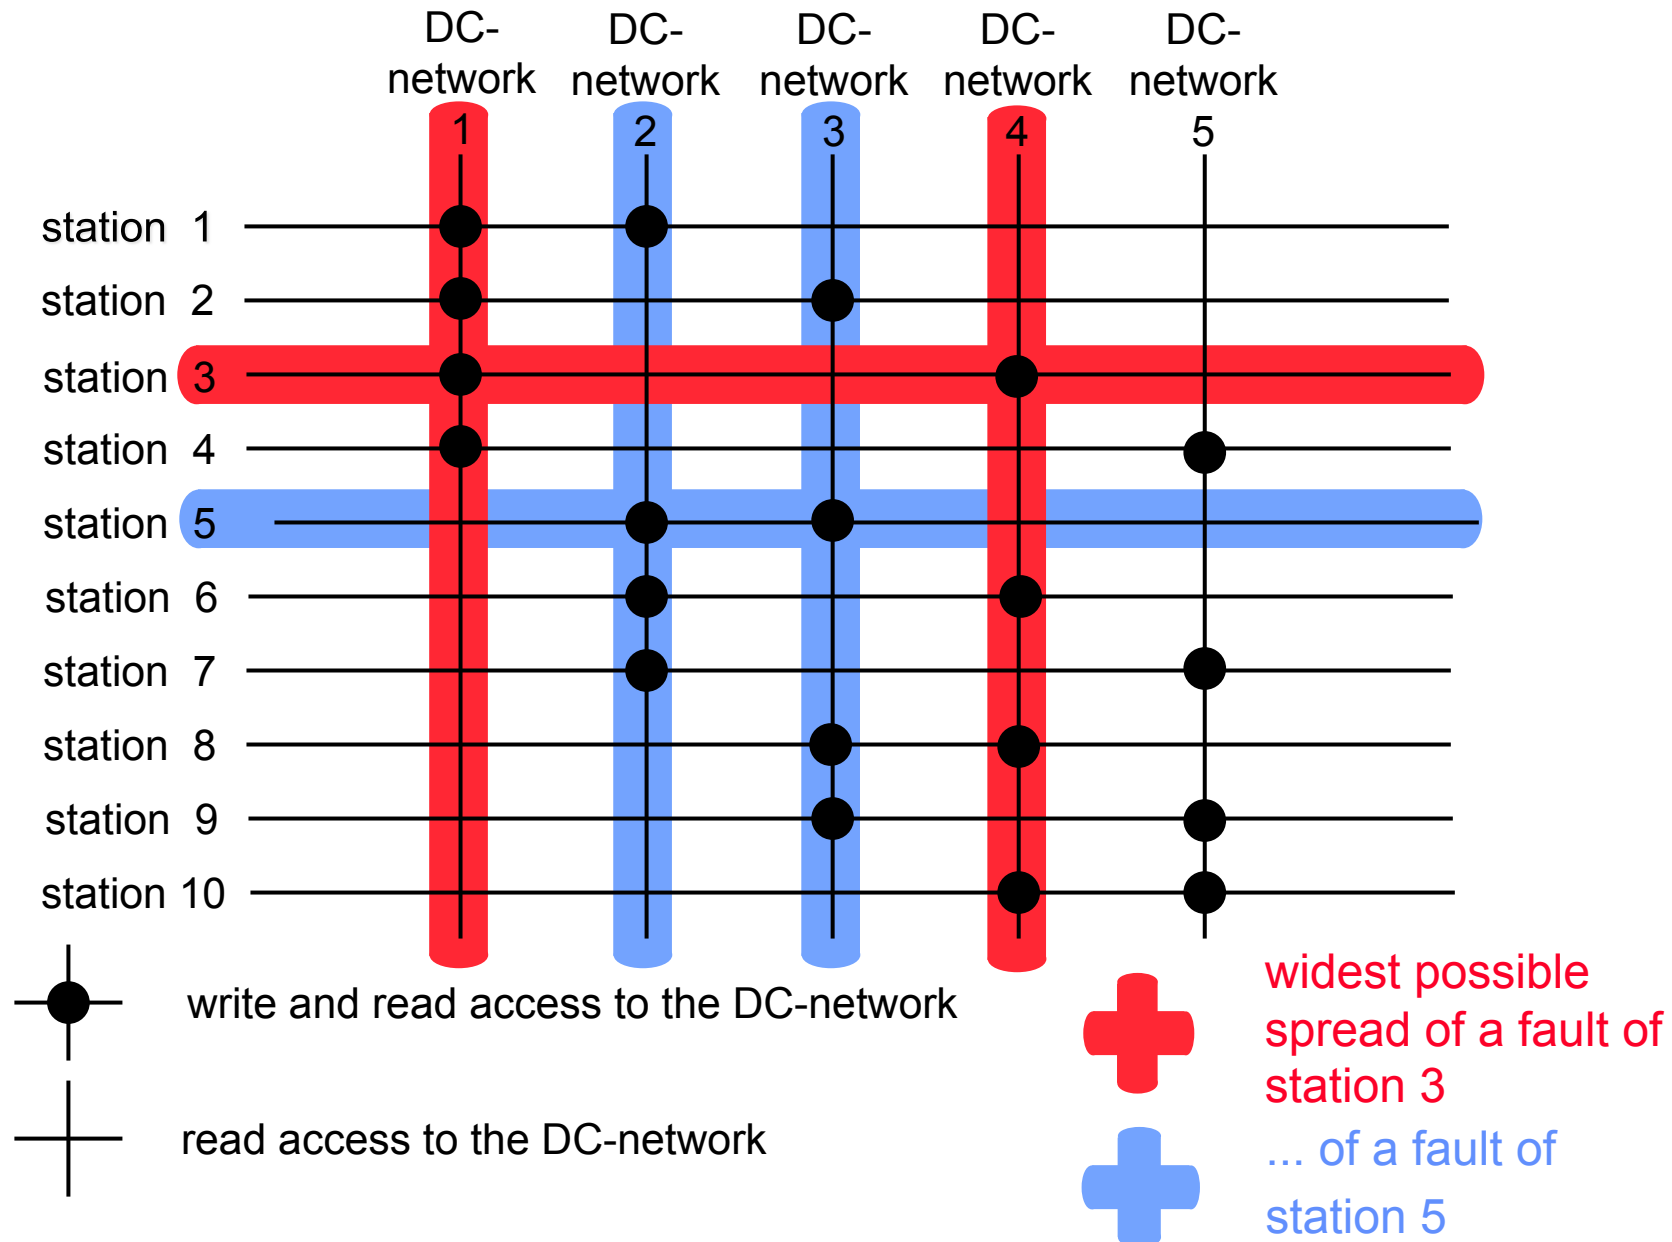 DC-
network
1
DC-
network
2
DC-
network
3
DC-
network
4
DC-
network
5
station 1
station 2
station 3
station 4
station 5
station 6
station 7
station 8
station 9
station 10
write and read access to the DC-network
read access to the DC-network
widest possible
spread of a fault of
station 3
... of a fault of
station 5